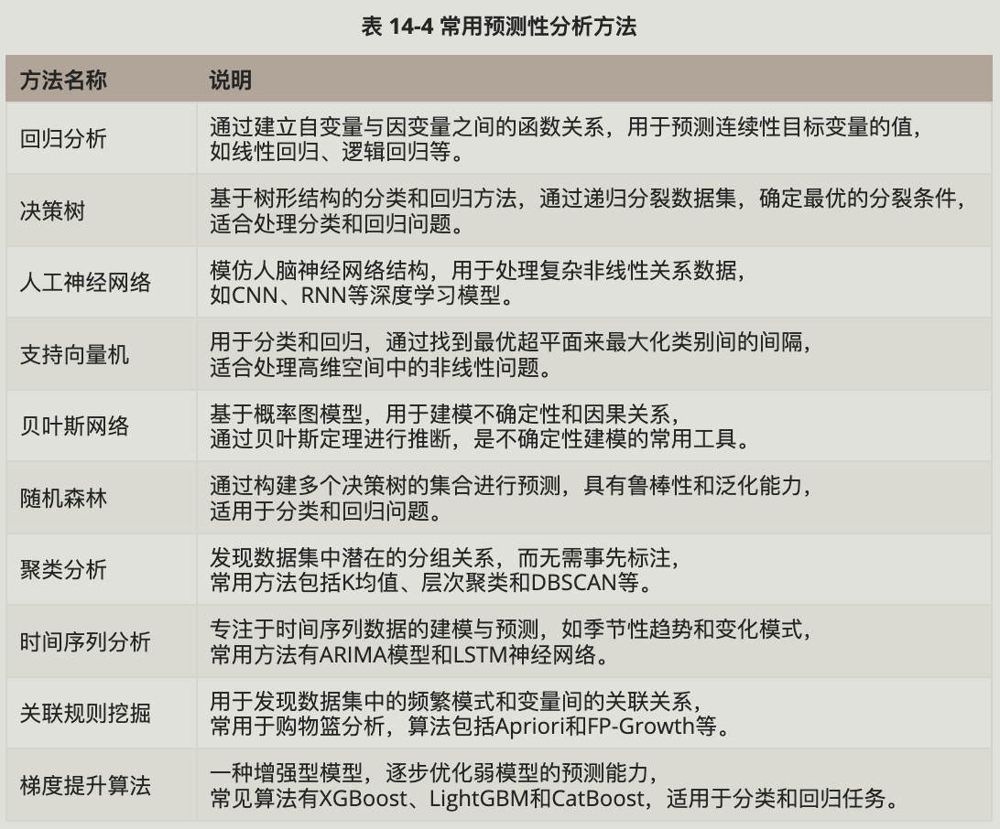 表 14-4 常用预测性分析方法
方法名称
说明
回归分析
通过建立自变量与因变量之间的函数关系，用于预测连续性目标变量的值，
如线性回归、逻辑回归等。
决策树
基于树形结构的分类和回归方法，通过递归分裂数据集，确定最优的分裂条件，
适合处理分类和回归问题。
人工神经网络
模仿人脑神经网络结构，用于处理复杂非线性关系数据，
如CNN、RNN等深度学习模型。
支持向量机
用于分类和回归，通过找到最优超平面来最大化类别间的间隔，
适合处理高维空间中的非线性问题。
贝叶斯网络
基于概率图模型，用于建模不确定性和因果关系，
通过贝叶斯定理进行推断，是不确定性建模的常用工具。
随机森林
通过构建多个决策树的集合进行预测，具有鲁棒性和泛化能力，
适用于分类和回归问题。
聚类分析
发现数据集中潜在的分组关系，而无需事先标注，
常用方法包括K均值、层次聚类和DBSCAN等。
时间序列分析
专注于时间序列数据的建模与预测，如季节性趋势和变化模式，
常用方法有ARIMA模型和LSTM神经网络。
关联规则挖掘
用于发现数据集中的频繁模式和变量间的关联关系，
常用于购物篮分析，算法包括Apriori和FP-Growth等。
梯度提升算法
一种增强型模型，逐步优化弱模型的预测能力，
常见算法有XGBoost、LightGBM和CatBoost，适用于分类和回归任务。